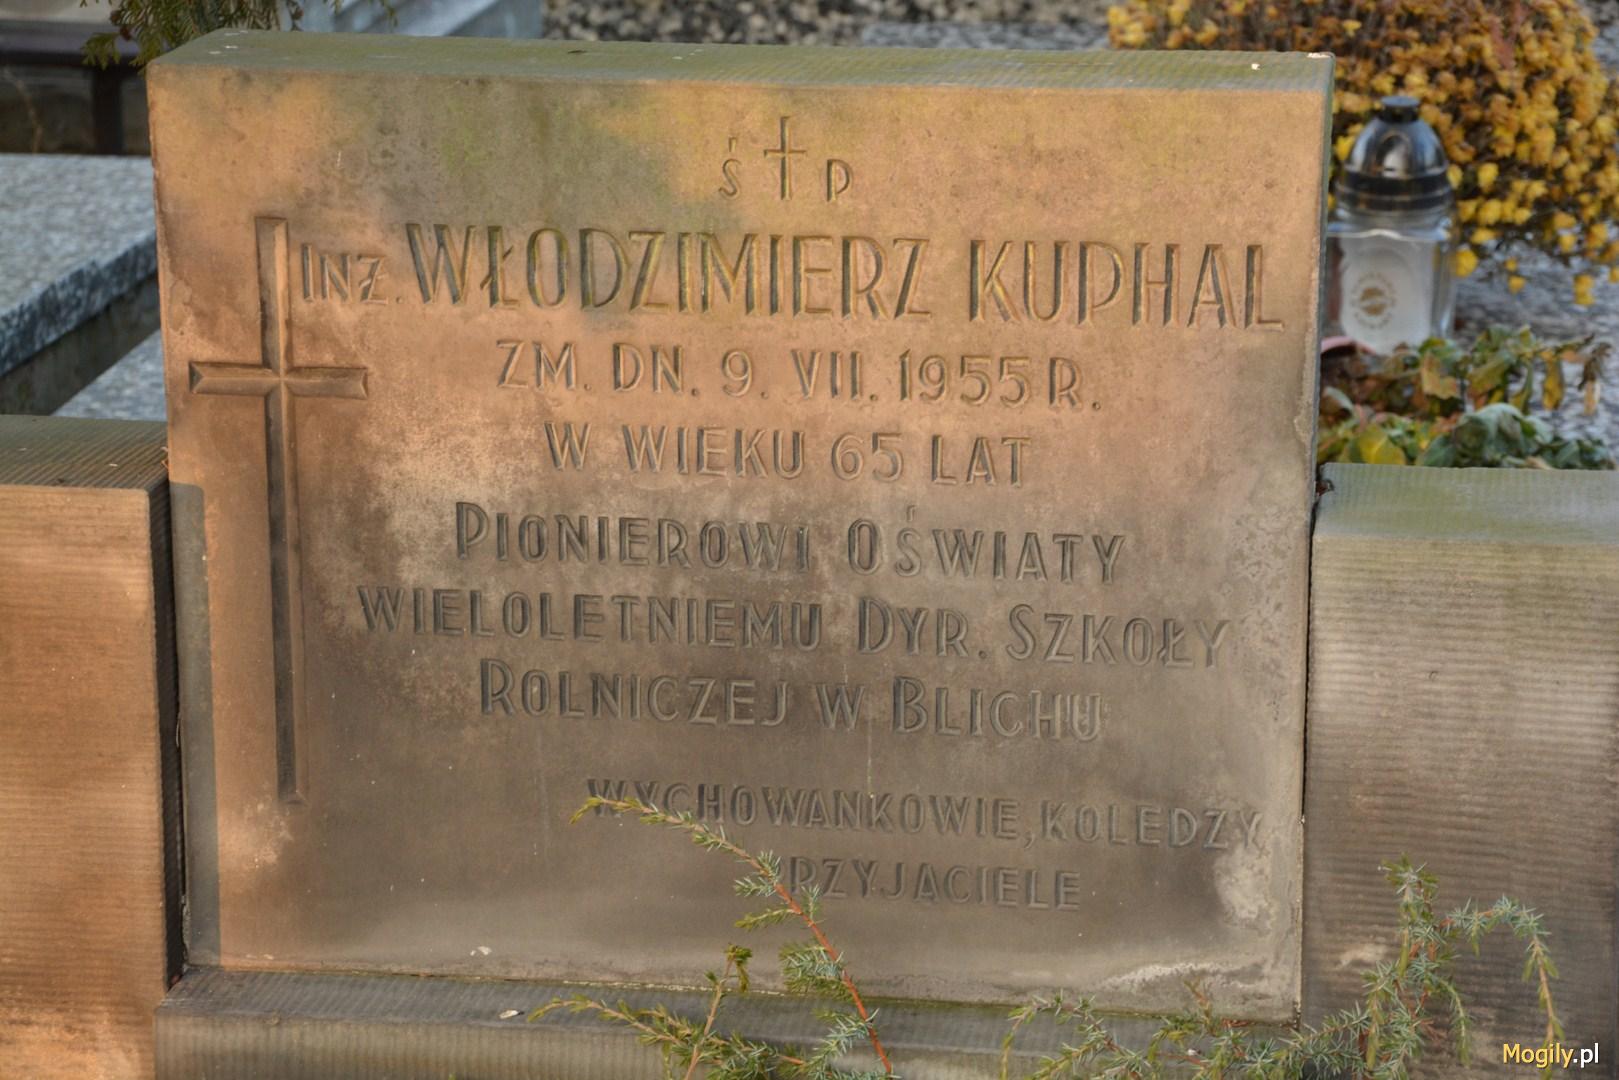 Ś † P
INŻ. WŁODZIMIERZ KUPHAL
ZM. DN. 9. VII. 1955 R.
W WIEKU 65 LAT
PIONIEROWI OŚWIATY
WIELOLETNIEMU DYR. SZKOŁY
ROLNICZEJ W BLICHU
WYCHOWANKOWIE, KOLEDZY
PRZYJACIELE
Mogily.pl